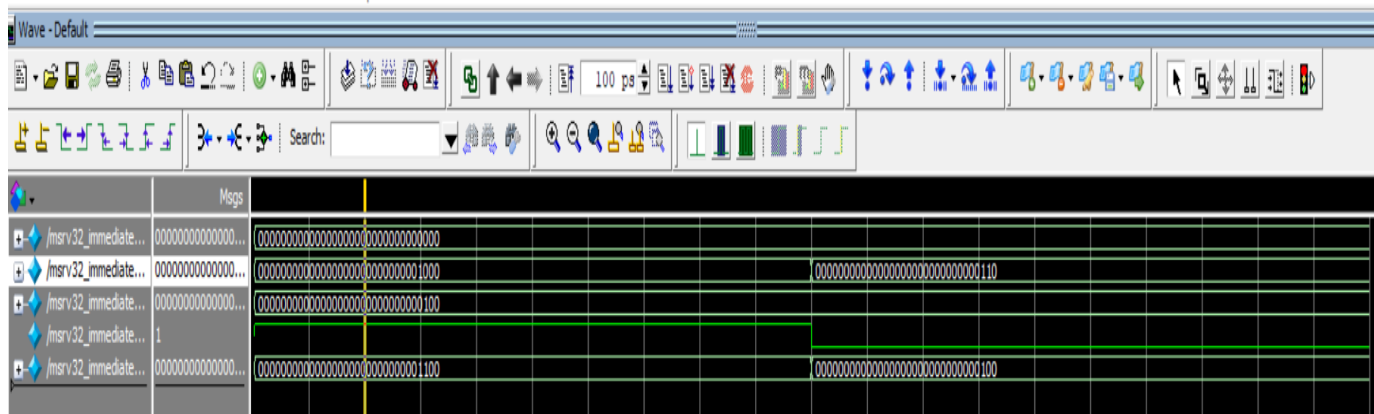 Wave - Default
100 ps
Search:
Msgs
/msrv32_immediate... 00000000000000... 00000000000000000000000000000000
/msrv32_immediate... 00000000000000... 00000000000000000000000000001000 00000000000000000000000000000110
/msrv32_immediate... 00000000000000... 00000000000000000000000000000100
/msrv32_immediate... 1
/msrv32_immediate... 00000000000000... 00000000000000000000000000001100 00000000000000000000000000000100